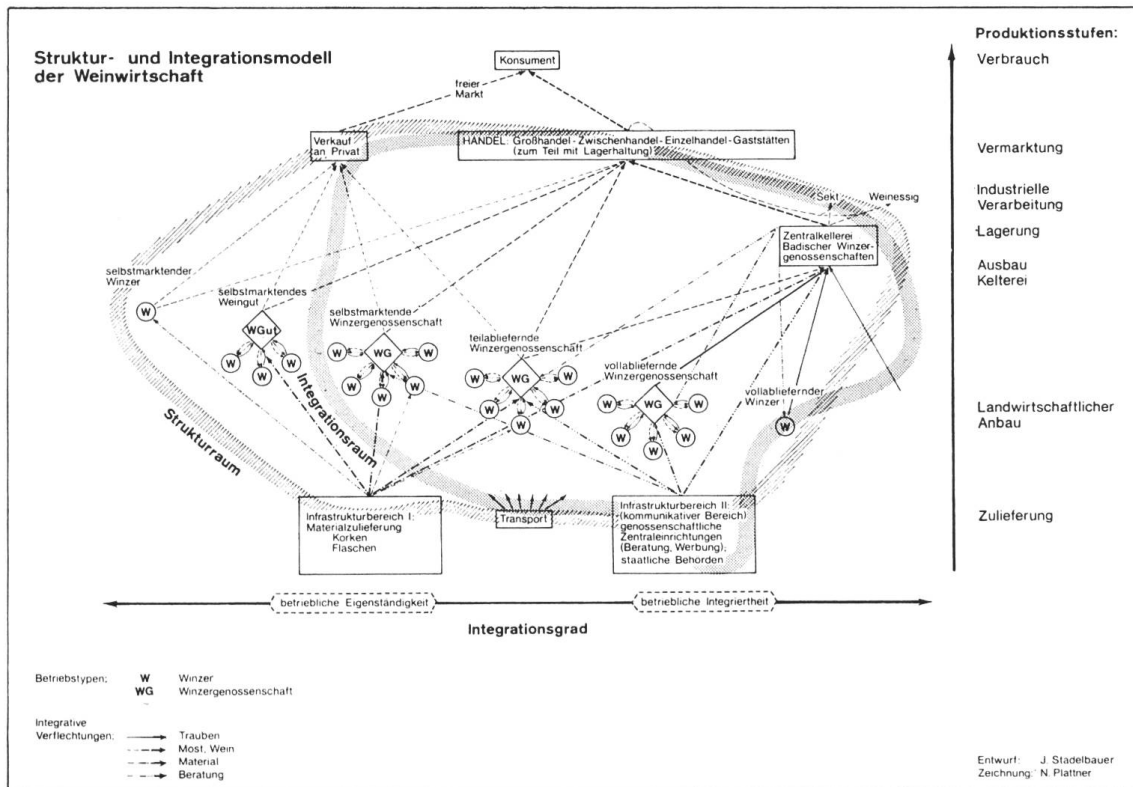 Struktur- und Integrationsmodell
der Weinwirtschaft
Produktionsstufen:
Verbrauch
Vermarktung
Industrielle
Verarbeitung
Lagerung
Ausbau
Kelterei
Landwirtschaftlicher
Anbau
Zulieferung
Konsument
freier
Markt
Verkauf
an Privat
HANDEL: Großhandel-Zwischenhandel-Einzelhandel-Gaststätten
(zum Teil mit Lagerhaltung)
Sekt
Weinessig
Zentralkellerei
Badischer Winzer-
genossenschaften
selbstmarktender
Winzer
W
selbstmarktendes
Weingut
WGut
W
W
W
W
selbstmarktende
Winzergenossenschaft
WG
W
W
W
W
W
teilabliefernde
Winzergenossenschaft
WG
W
W
W
W
W
vollabliefernde
Winzergenossenschaft
WG
W
W
W
W
W
vollabliefernder
Winzer
W
Strukturraum
Integrationsraum
Infrastrukturbereich I:
Materialzulieferung
Korken
Flaschen
Transport
Infrastrukturbereich II:
(kommunikativer Bereich)
genossenschaftliche
Zentraleinrichtungen
(Beratung, Werbung);
staatliche Behörden
betriebliche Eigenständigkeit
betriebliche Integriertheit
Integrationsgrad
Betriebstypen: W Winzer
WG Winzergenossenschaft
Integrative
Verflechtungen: Trauben
Most, Wein
Material
Beratung
Entwurf: J. Stadelbauer
Zeichnung: N. Plattner